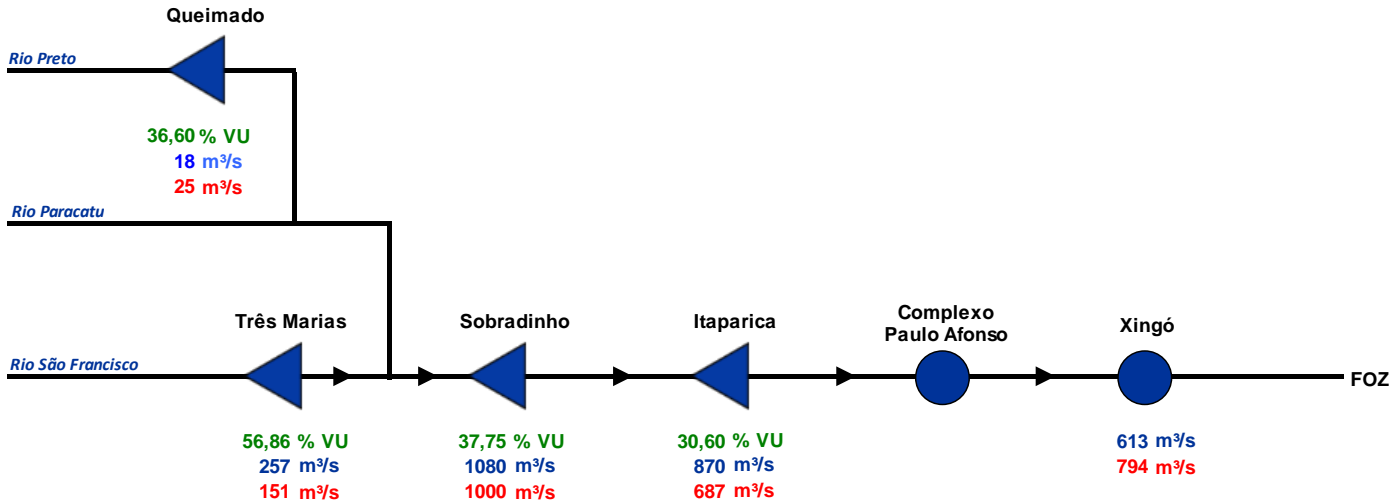 Queimado
Rio Preto
36,60 % VU
18 m³/s
25 m³/s
Rio Paracatu
Três Marias
Sobradinho
Itaparica
Complexo
Paulo Afonso
Xingó
Rio São Francisco
FOZ
56,86 % VU
257 m³/s
151 m³/s
37,75 % VU
1080 m³/s
1000 m³/s
30,60 % VU
870 m³/s
687 m³/s
613 m³/s
794 m³/s